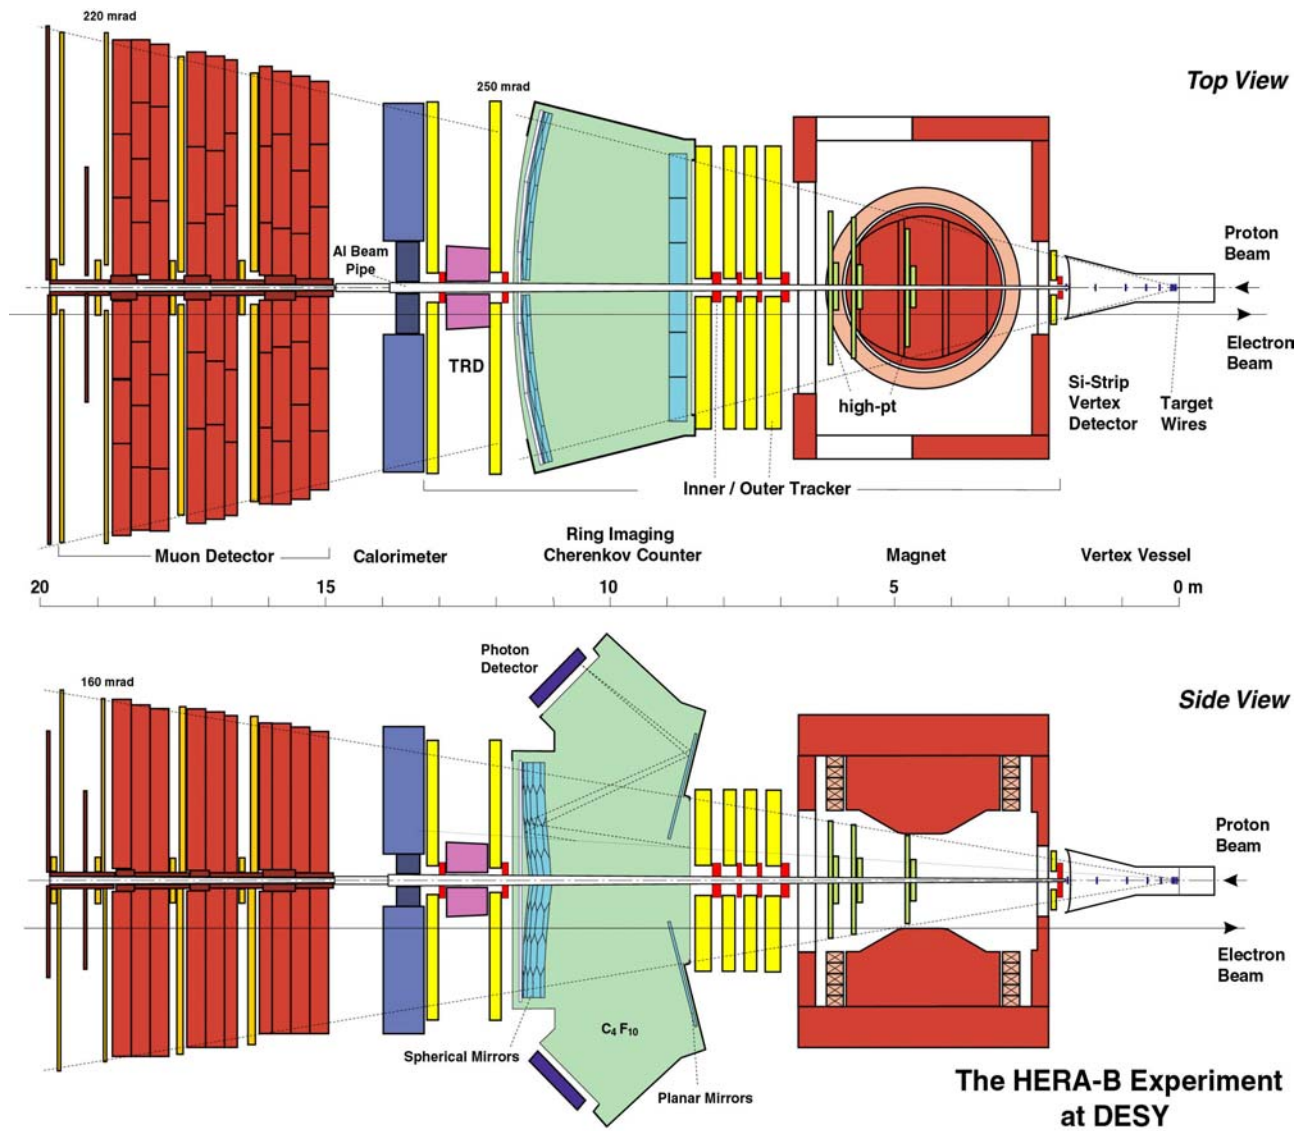 220 mrad
250 mrad
Top View
Al Beam
Pipe
Proton
Beam
Electron
Beam
TRD
high-pt
Si-Strip
Vertex
Detector
Target
Wires
Inner / Outer Tracker
Muon Detector
Calorimeter
Ring Imaging
Cherenkov Counter
Magnet
Vertex Vessel
20 15 10 5 0 m
Photon
Detector
160 mrad
Side View
Proton
Beam
Electron
Beam
C4 F10
Spherical Mirrors
Planar Mirrors
The HERA-B Experiment
at DESY